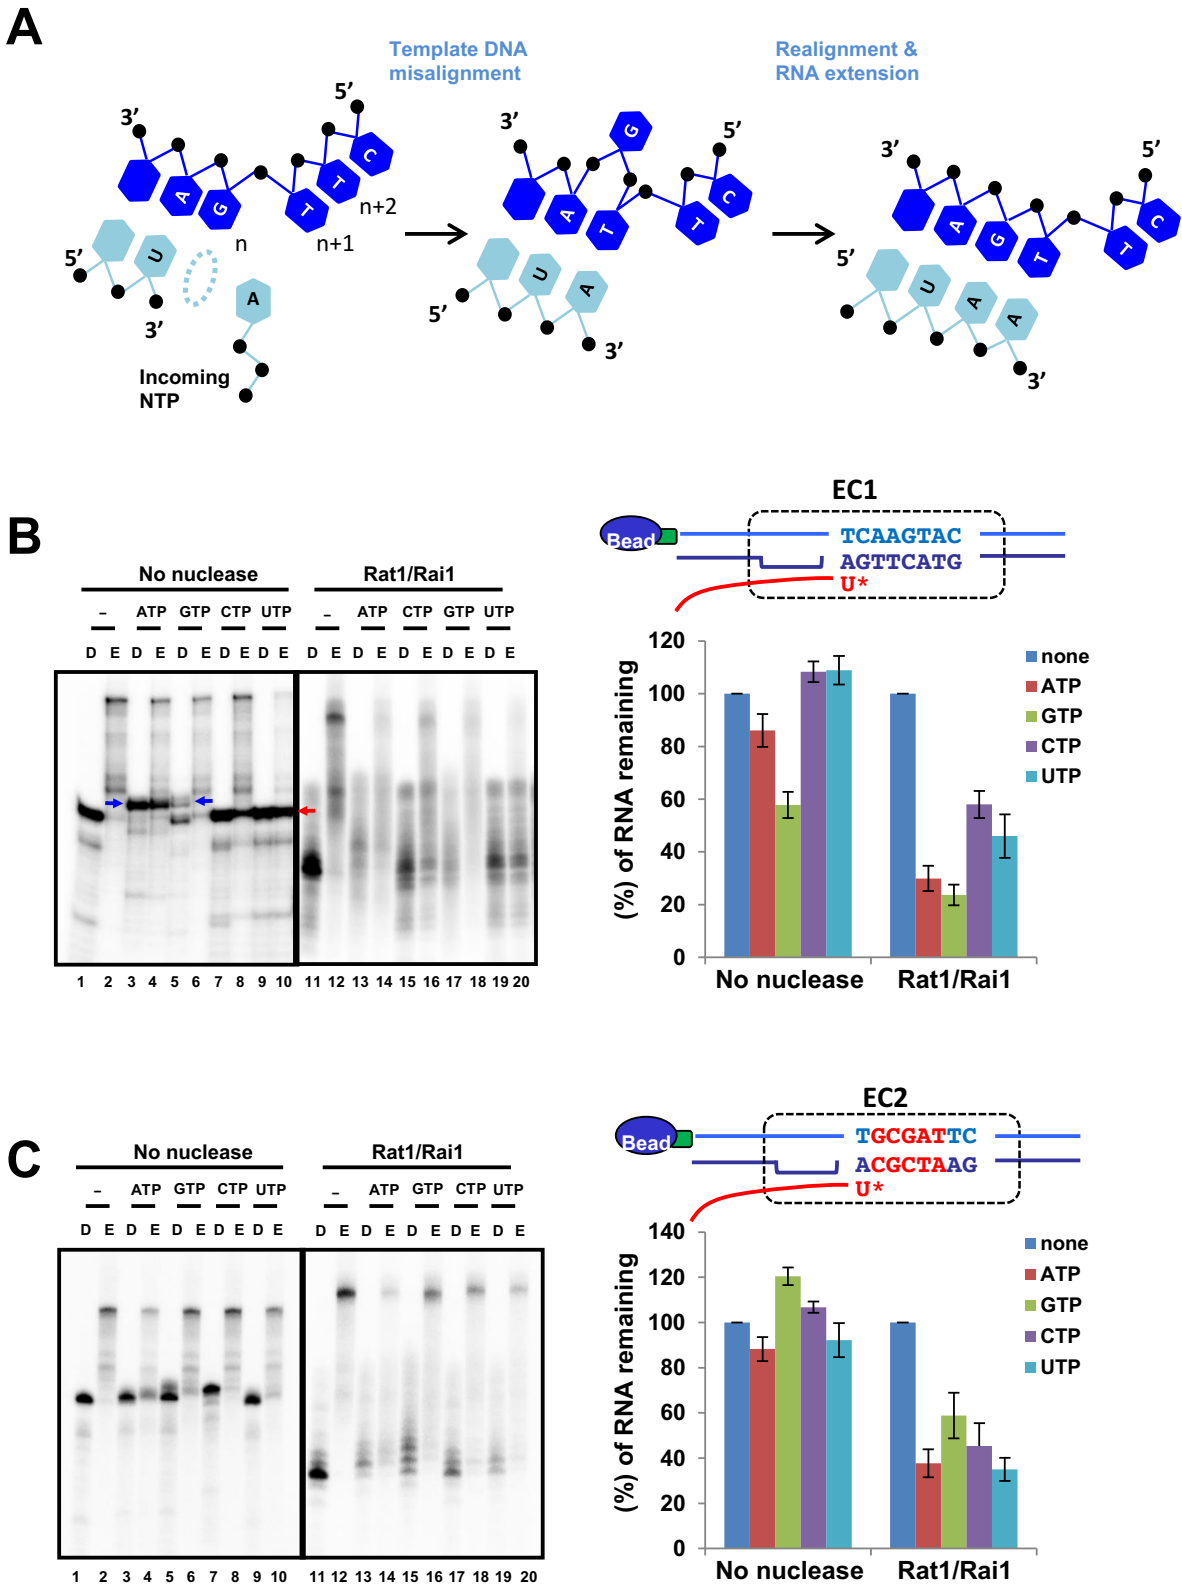 A
Template DNA
misalignment
Realignment &
RNA extension
3’
5’
A
G
T
T
C
n
n+1
n+2
5’
U
3’
A
Incoming
NTP
3’
G
5’
A
T
T
C
U
A
5’
3’
3’
5’
A
G
T
T
C
5’
U
A
A
3’
B
No nuclease
Rat1/Rai1
– ATP GTP CTP UTP
– ATP CTP GTP UTP
D E D E D E D E D E
D E D E D E D E D E
1 2 3 4 5 6 7 8 9 10
11 12 13 14 15 16 17 18 19 20
EC1
Bead
TCAAGTAC
AGTTCATG
U*
(%) of RNA remaining
120
100
80
60
40
20
0
No nuclease
Rat1/Rai1
none
ATP
GTP
CTP
UTP
C
No nuclease
Rat1/Rai1
– ATP GTP CTP UTP
– ATP GTP CTP UTP
D E D E D E D E D E
D E D E D E D E D E
1 2 3 4 5 6 7 8 9 10
11 12 13 14 15 16 17 18 19 20
EC2
Bead
TGCGATTC
ACGCTAAG
U*
(%) of RNA remaining
140
120
100
80
60
40
20
0
No nuclease
Rat1/Rai1
none
ATP
GTP
CTP
UTP